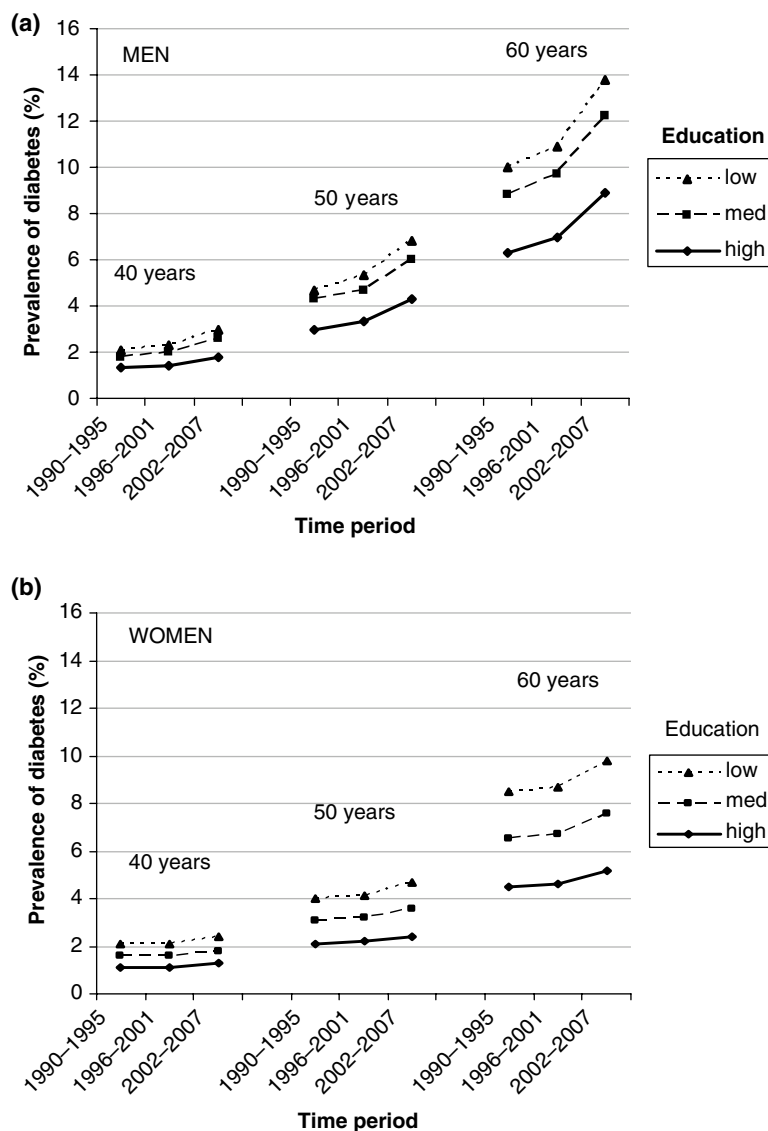 (a)
MEN
60 years
50 years
40 years
Prevalence of diabetes (%)
16
14
12
10
8
6
4
2
0
1990–1995
1996–2001
2002–2007
1990–1995
1996–2001
2002–2007
1990–1995
1996-2001
2002–2007
Time period
Education
low
med
high
(b)
WOMEN
60 years
50 years
40 years
Prevalence of diabetes (%)
16
14
12
10
8
6
4
2
0
1990–1995
1996–2001
2002–2007
1990–1995
1996–2001
2002–2007
1990–1995
1996–2001
2002–2007
Time period
Education
low
med
high